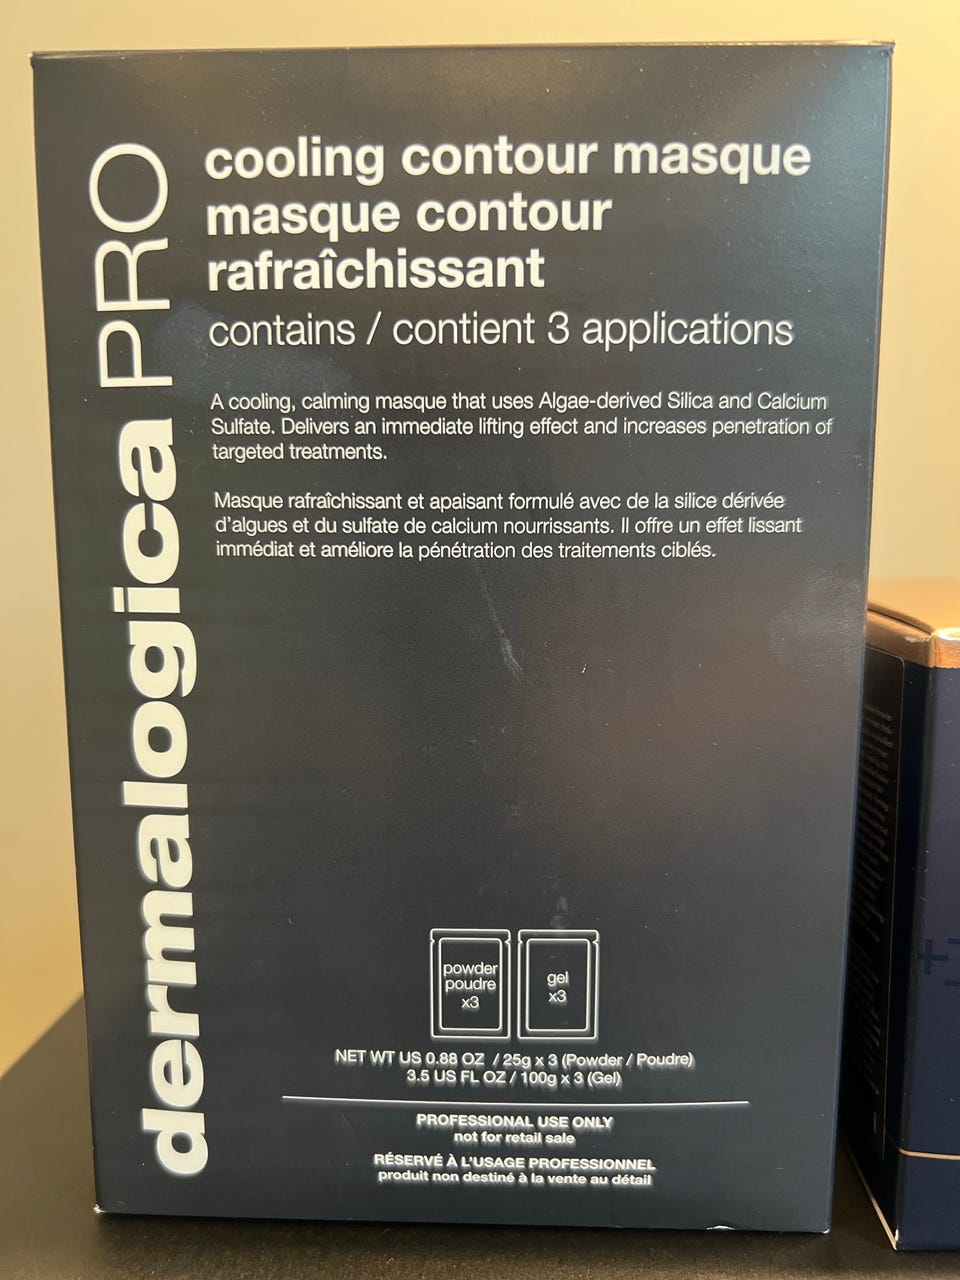 dermalogica PRO
cooling contour masque
masque contour
rafraîchissant
contains / contient 3 applications
A cooling, calming masque that uses Algae-derived Silica and Calcium
Sulfate. Delivers an immediate lifting effect and increases penetration of
targeted treatments.
Masque rafraîchissant et apaisant formulé avec de la silice dérivée
d'algues et du sulfate de calcium nourrissants. Il offre un effet lissant
immédiat et améliore la pénétration des traitements ciblés.
powder
poudre
x3
gel
x3
NET WT US 0.88 OZ / 25g x 3 (Powder / Poudre)
3.5 US FL OZ / 100g x 3 (Gel)
PROFESSIONAL USE ONLY
not for retail sale
RÉSERVÉ À L'USAGE PROFESSIONNEL
produit non destiné à la vente au détail